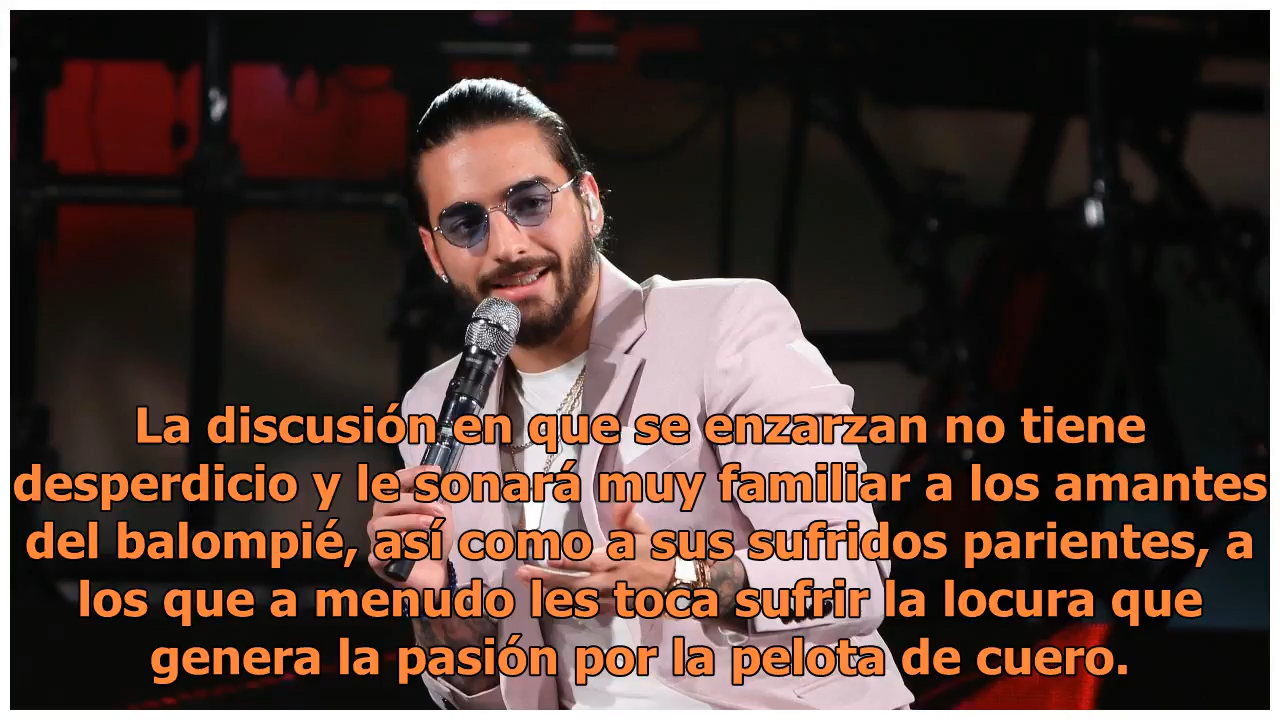 La discusión en que se enzarzan no tiene
desperdicio y le sonará muy familiar a los amantes
del balompié, así como a sus sufridos parientes, a
los que a menudo les toca sufrir la locura que
genera la pasión por la pelota de cuero.